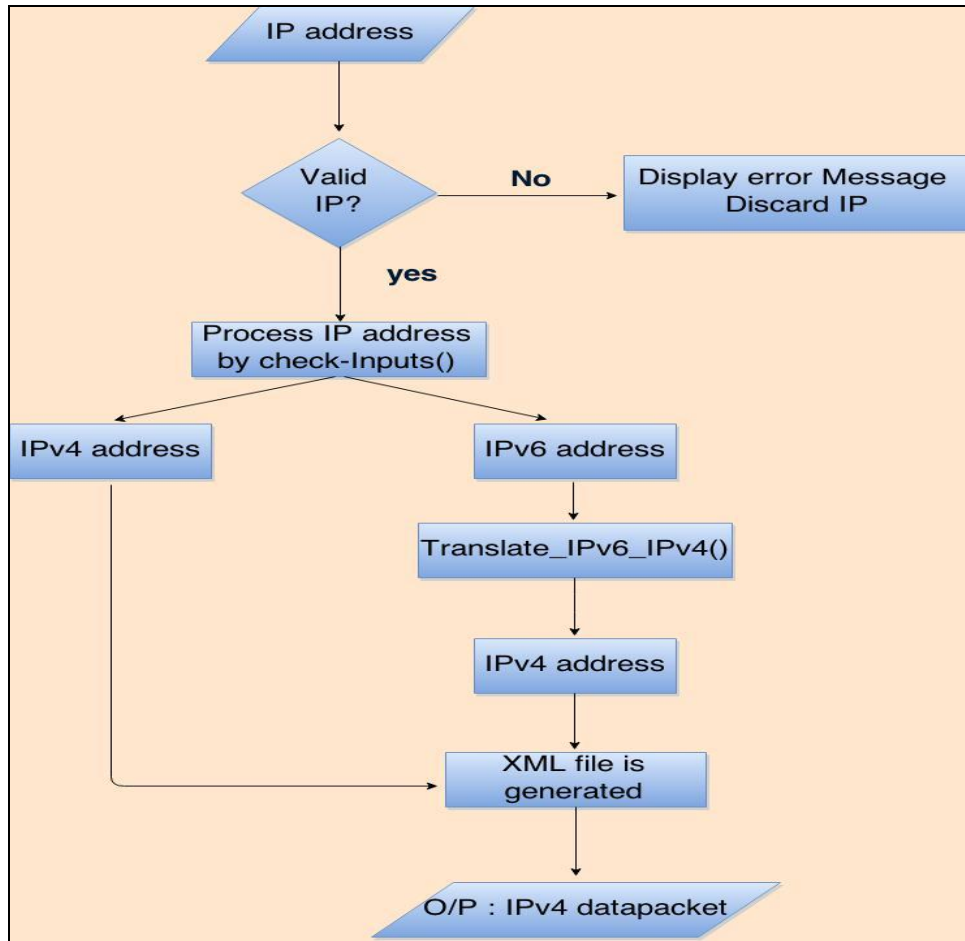 IP address
Valid
IP?
No
Display error Message
Discard IP
yes
Process IP address
by check-Inputs()
IPv4 address
IPv6 address
Translate_IPv6_IPv4()
IPv4 address
XML file is
generated
O/P : IPv4 datapacket